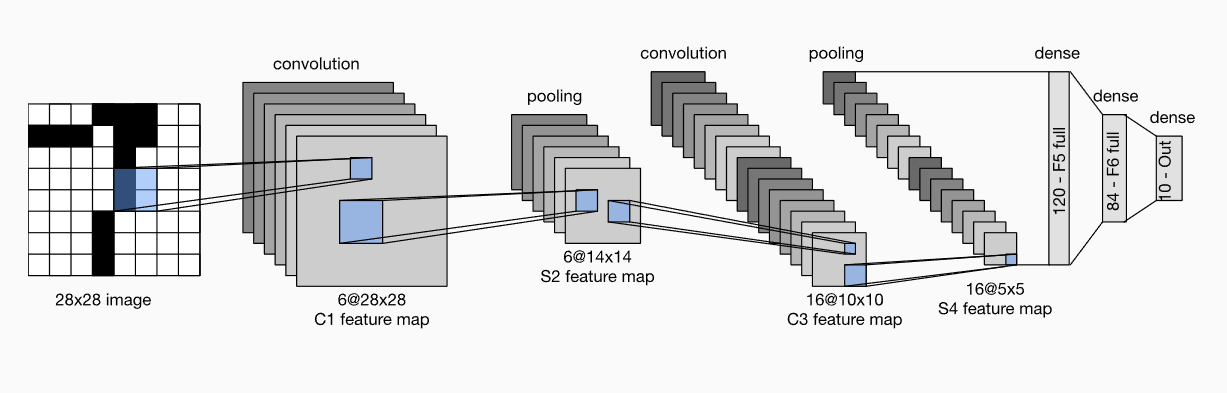 convolution
pooling
convolution
pooling
dense
dense
dense
28x28 image
6@28x28
C1 feature map
6@14x14
S2 feature map
16@10x10
C3 feature map
16@5x5
S4 feature map
120 - F5 full
84 - F6 full
10 - Out